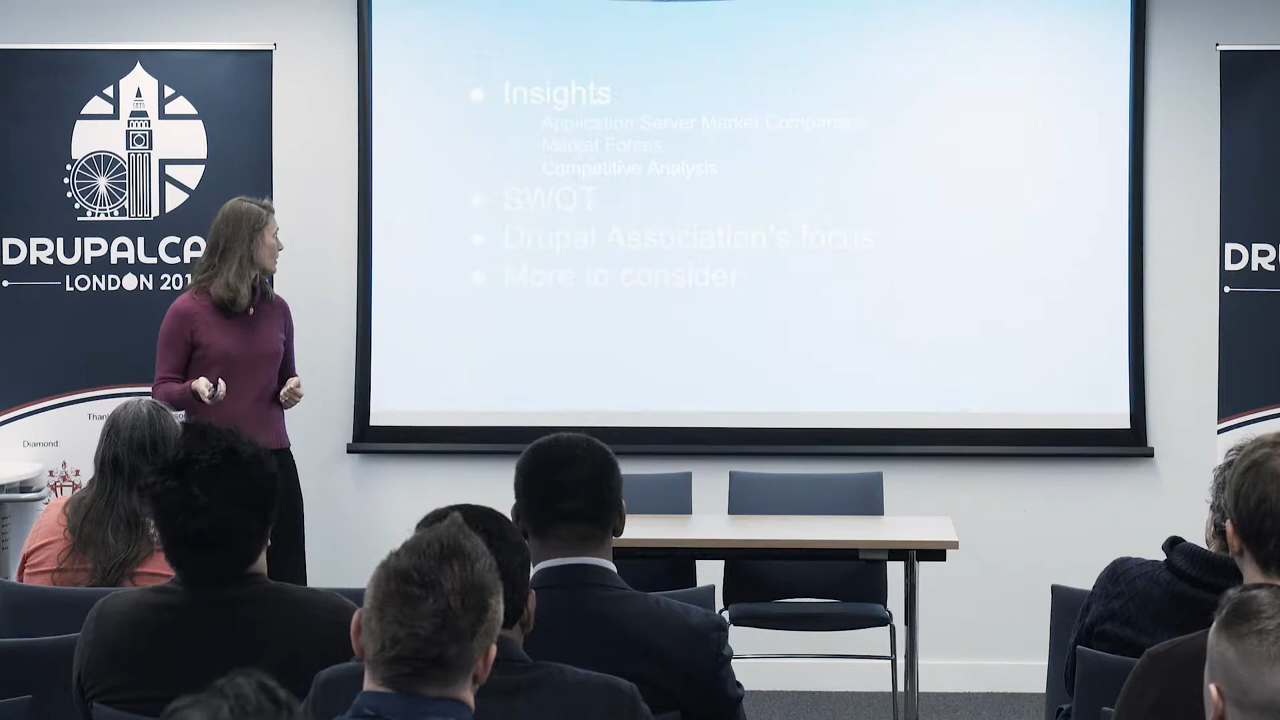 DRUPALCA
LONDON 201
Diamond:
Insights
Application Server Market Comparison
Market Forces
Competitive Analysis
SWOT
Drupal Association's focus
More to consider
DR